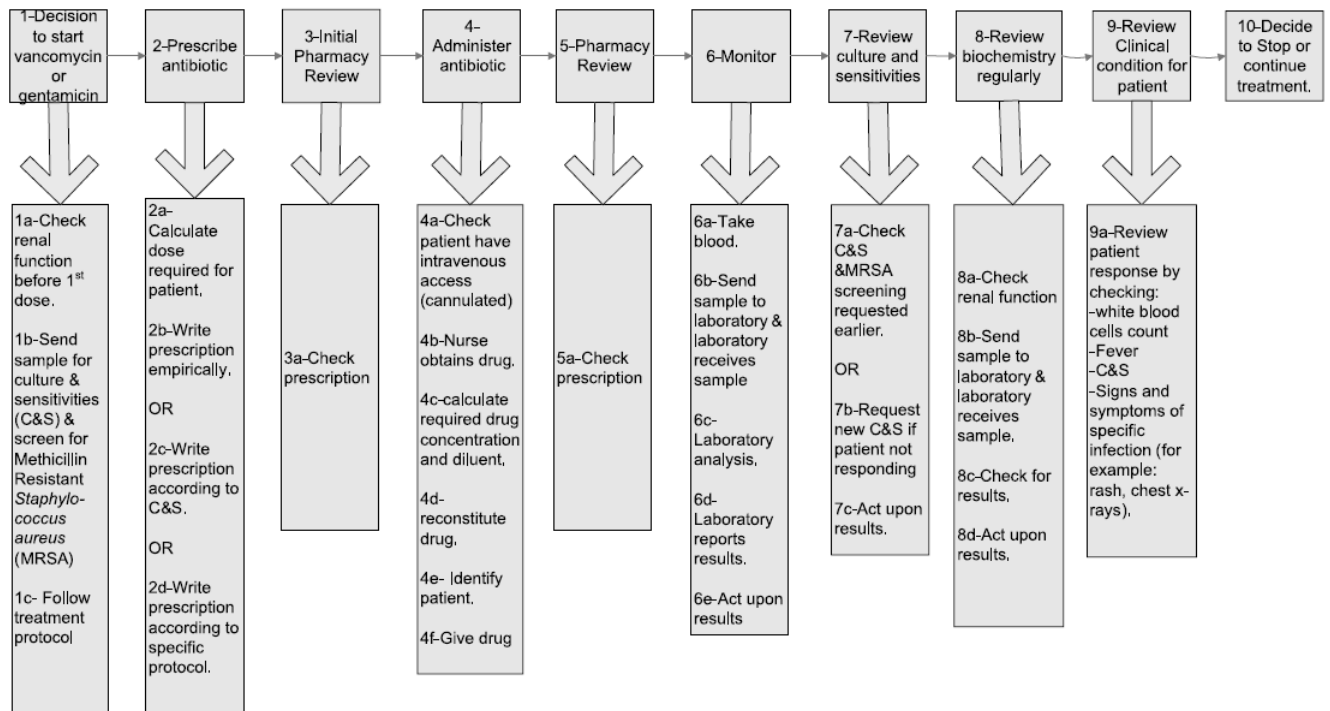 1-Decision
to start
vancomycin
or
gentamicin
2-Prescribe
antibiotic
3-Initial
Pharmacy
Review
4-
Administer
antibiotic
5-Pharmacy
Review
6-Monitor
7-Review
culture and
sensitivities
8-Review
biochemistry
regularly
9-Review
Clinical
condition for
patient
10-Decide
to Stop or
continue
treatment.
1a-Check
renal
function
before 1st
dose.
1b-Send
sample for
culture &
sensitivities
(C&S) &
screen for
Methicillin
Resistant
Staphylo-
coccus
aureus
(MRSA)
1c- Follow
treatment
protocol
2a-
Calculate
dose
required for
patient.
2b-Write
prescription
empirically.
OR
2c-Write
prescription
according to
C&S.
OR
2d-Write
prescription
according to
specific
protocol.
3a-Check
prescription
4a-Check
patient have
intravenous
access
(cannulated)
4b-Nurse
obtains drug.
4c-calculate
required drug
concentration
and diluent.
4d-
reconstitute
drug.
4e- Identify
patient.
4f-Give drug
5a-Check
prescription
6a-Take
blood.
6b-Send
sample to
laboratory &
laboratory
receives
sample
6c-
Laboratory
analysis.
6d-
Laboratory
reports
results.
6e-Act upon
results
7a-Check
C&S
&MRSA
screening
requested
earlier.
OR
7b-Request
new C&S if
patient not
responding
7c-Act upon
results.
8a-Check
renal function
8b-Send
sample to
laboratory &
laboratory
receives
sample.
8c-Check for
results.
8d-Act upon
results.
9a-Review
patient
response by
checking:
-white blood
cells count
-Fever
-C&S
-Signs and
symptoms of
specific
infection (for
example:
rash, chest x-
rays).